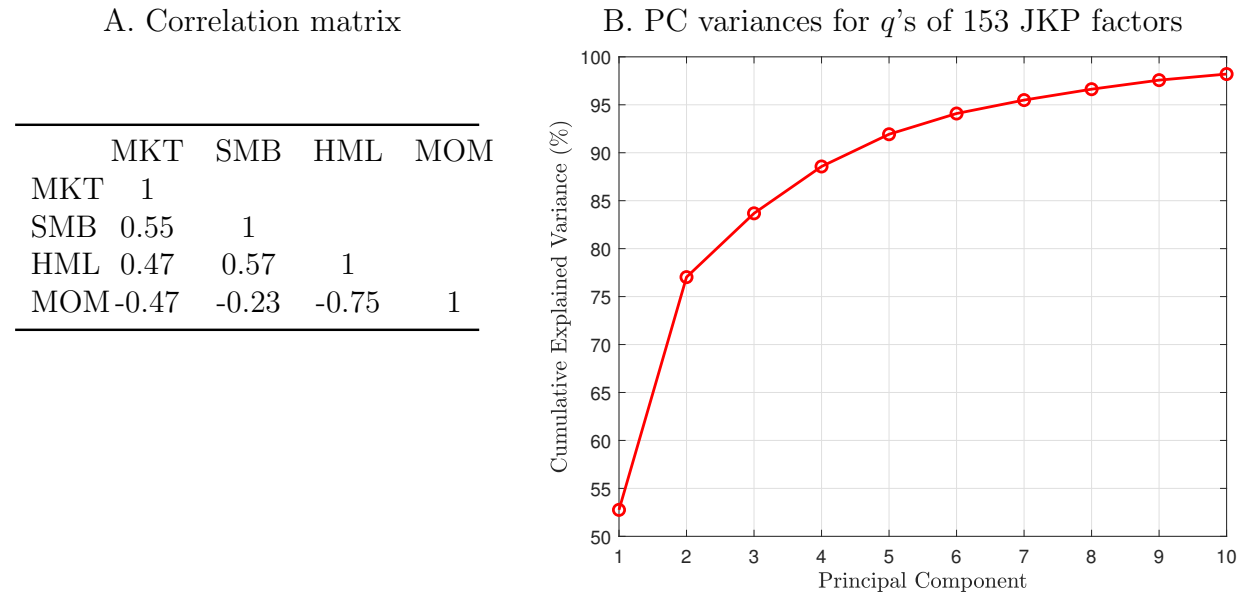 A. Correlation matrix
MKT SMB HML MOM
MKT 1
SMB 0.55 1
HML 0.47 0.57 1
MOM -0.47 -0.23 -0.75 1
B. PC variances for q's of 153 JKP factors
Cumulative Explained Variance (%)
100
95
90
85
80
75
70
65
60
55
50
1 2 3 4 5 6 7 8 9 10
Principal Component